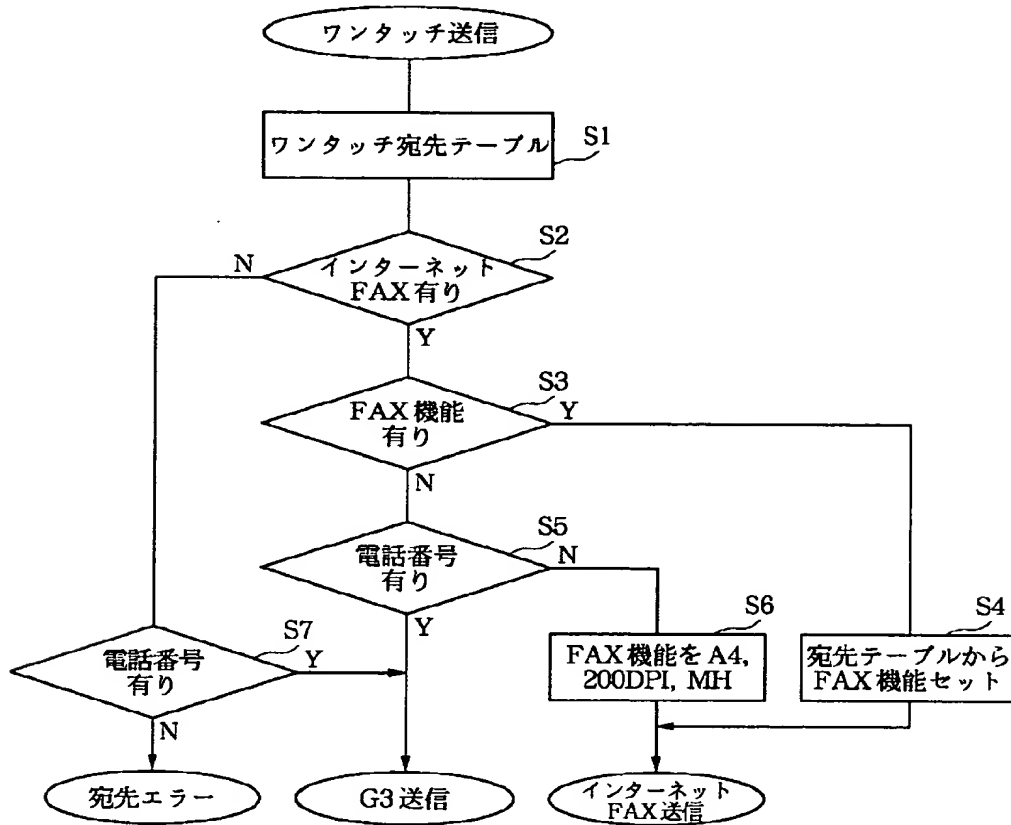 ワンタッチ送信
ワンタッチ宛先テーブル
S1
S2
N
インターネット
FAX有り
Y
S3
FAX機能
有り
Y
N
S5
電話番号
有り
N
Y
S7
電話番号
有り
Y
N
S6
FAX機能をA4,
200DPI, MH
S4
宛先テーブルから
FAX機能セット
宛先エラー
G3送信
インターネット
FAX送信